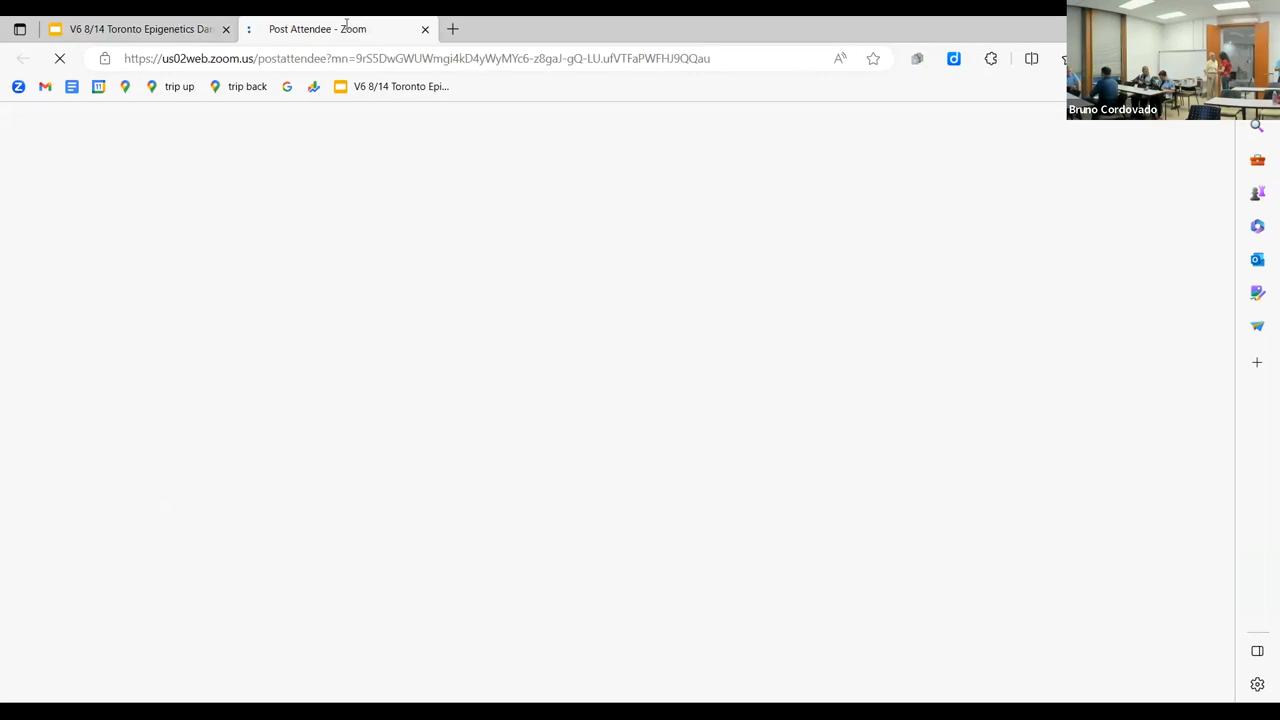 V6 8/14 Toronto Epigenetics Da
Post Attendee - Zoom
https://us02web.zoom.us/postattendee?mn=9rS5DwGWUWmgi4kD4yWyMYc6-z8gaJ-gQ-LU.ufVTFaPWFHJ9QQau
trip up
trip back
V6 8/14 Toronto Epi...
Bruno Cordovado